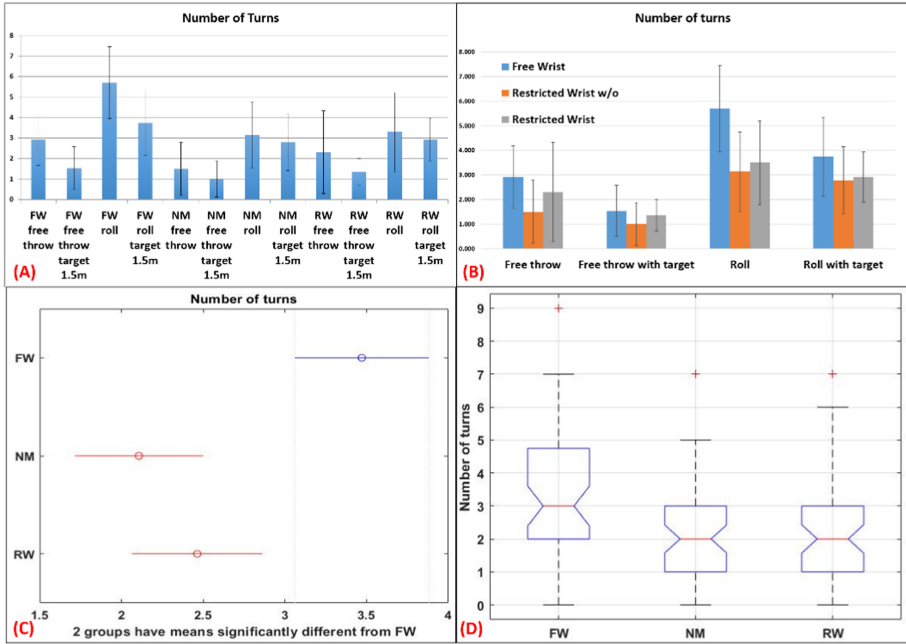 Number of Turns
8
7
6
5
4
3
2
1
0
FW free throw
FW free throw target 1.5m
FW roll
FW roll target 1.5m
NM free throw
NM free throw target 1.5m
NM roll
NM roll target 1.5m
RW free throw
RW free throw target 1.5m
RW roll
RW roll target 1.5m
(A)
Number of turns
8.000
7.000
6.000
5.000
4.000
3.000
2.000
1.000
0.000
Free Wrist
Restricted Wrist w/o
Restricted Wrist
Free throw
Free throw with target
Roll
Roll with target
(B)
Number of turns
FW
NM
RW
1.5
2
2.5
3
3.5
4
2 groups have means significantly different from FW
(C)
Number of turns
9
8
7
6
5
4
3
2
1
0
FW
NM
RW
(D)